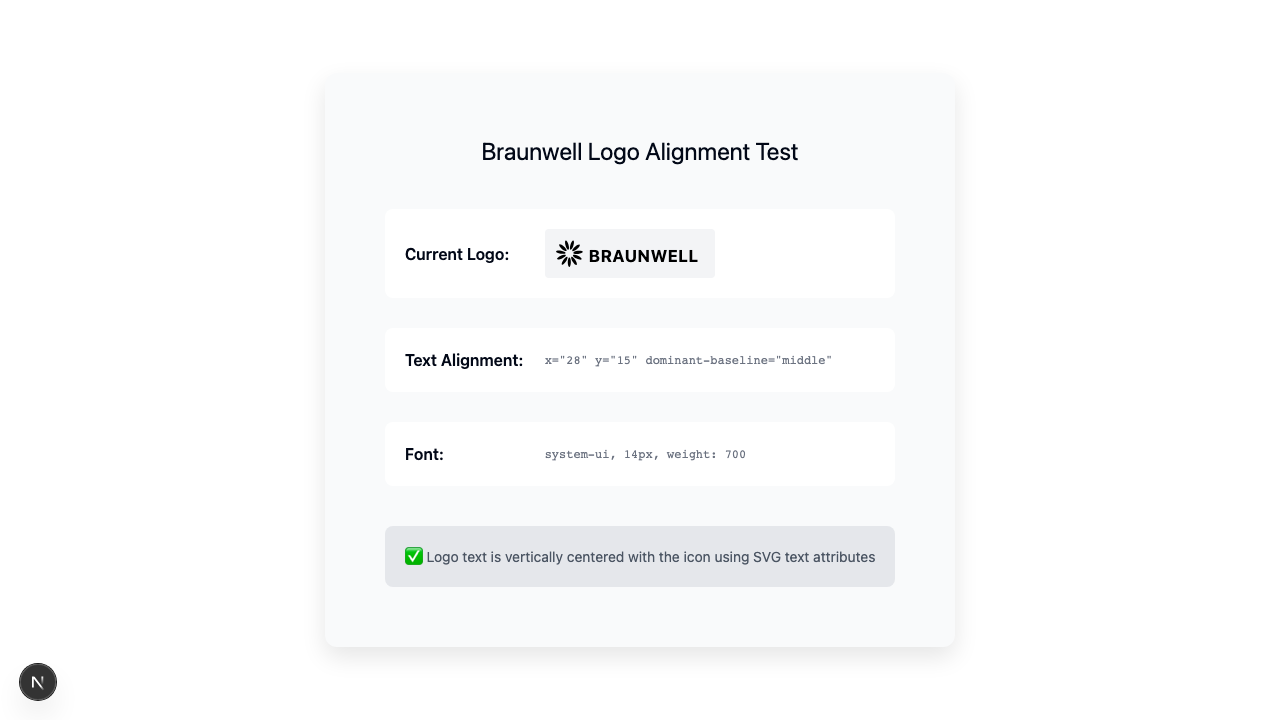 Braunwell Logo Alignment Test
Current Logo: BRAUNWELL
Text Alignment: x="28" y="15" dominant-baseline="middle"
Font: system-ui, 14px, weight: 700
✅ Logo text is vertically centered with the icon using SVG text attributes
N